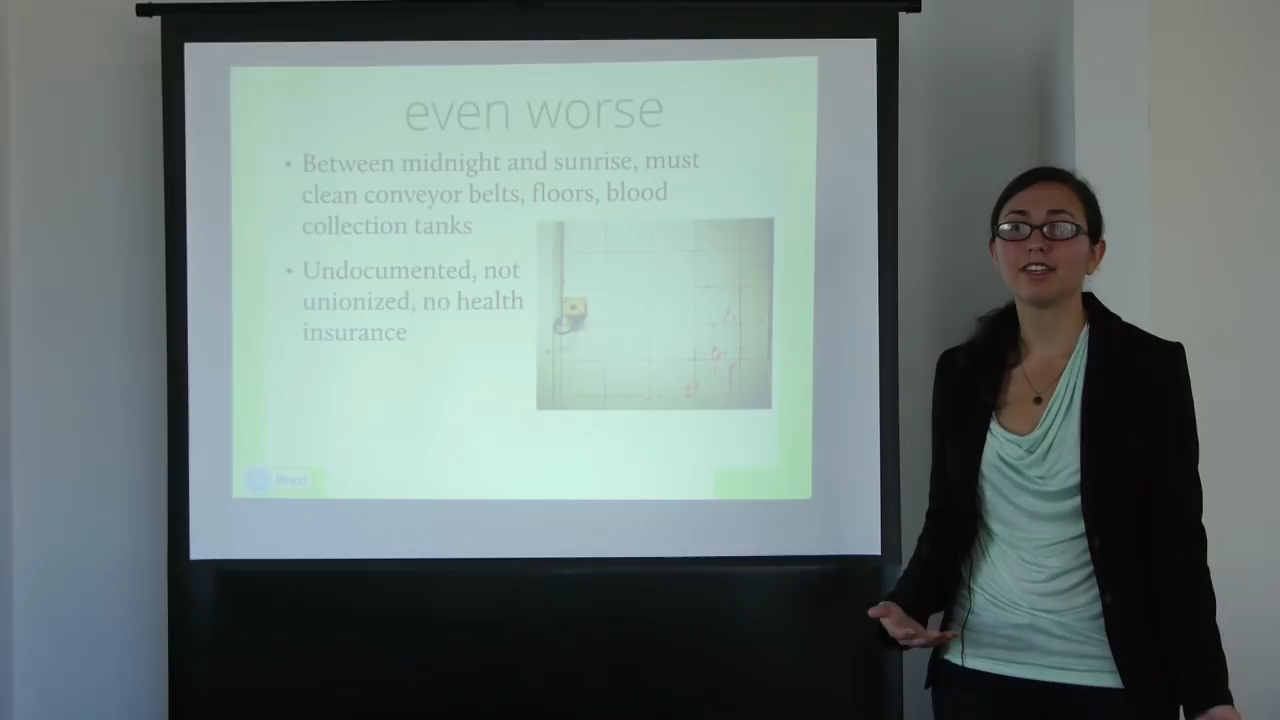 even worse
• Between midnight and sunrise, must
clean conveyor belts, floors, blood
collection tanks
• Undocumented, not
unionized, no health
insurance
Prezi